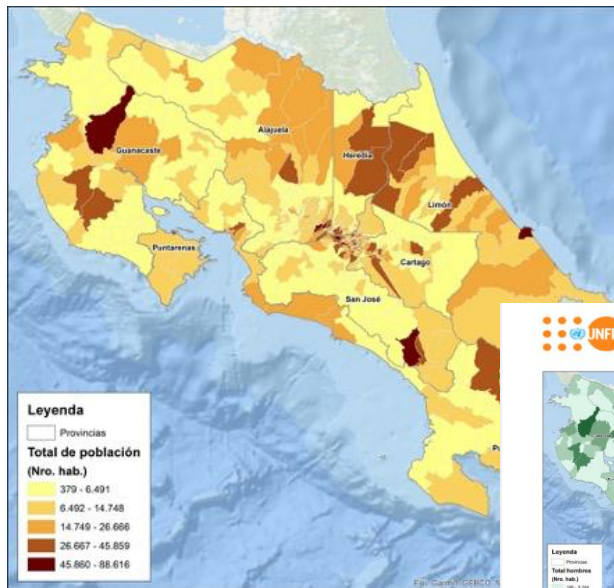 Alajuela
Guanacaste
Heredia
Limón
Puntarenas
Cartago
San José
Leyenda
Provincias
Total de población
(Nro. hab.)
379 - 6.491
6.492 - 14.748
14.749 - 26.666
26.667 - 45.859
45.860 - 88.616
UNF
Leyenda
Provincias
Total hombres
(Nro. hab.)